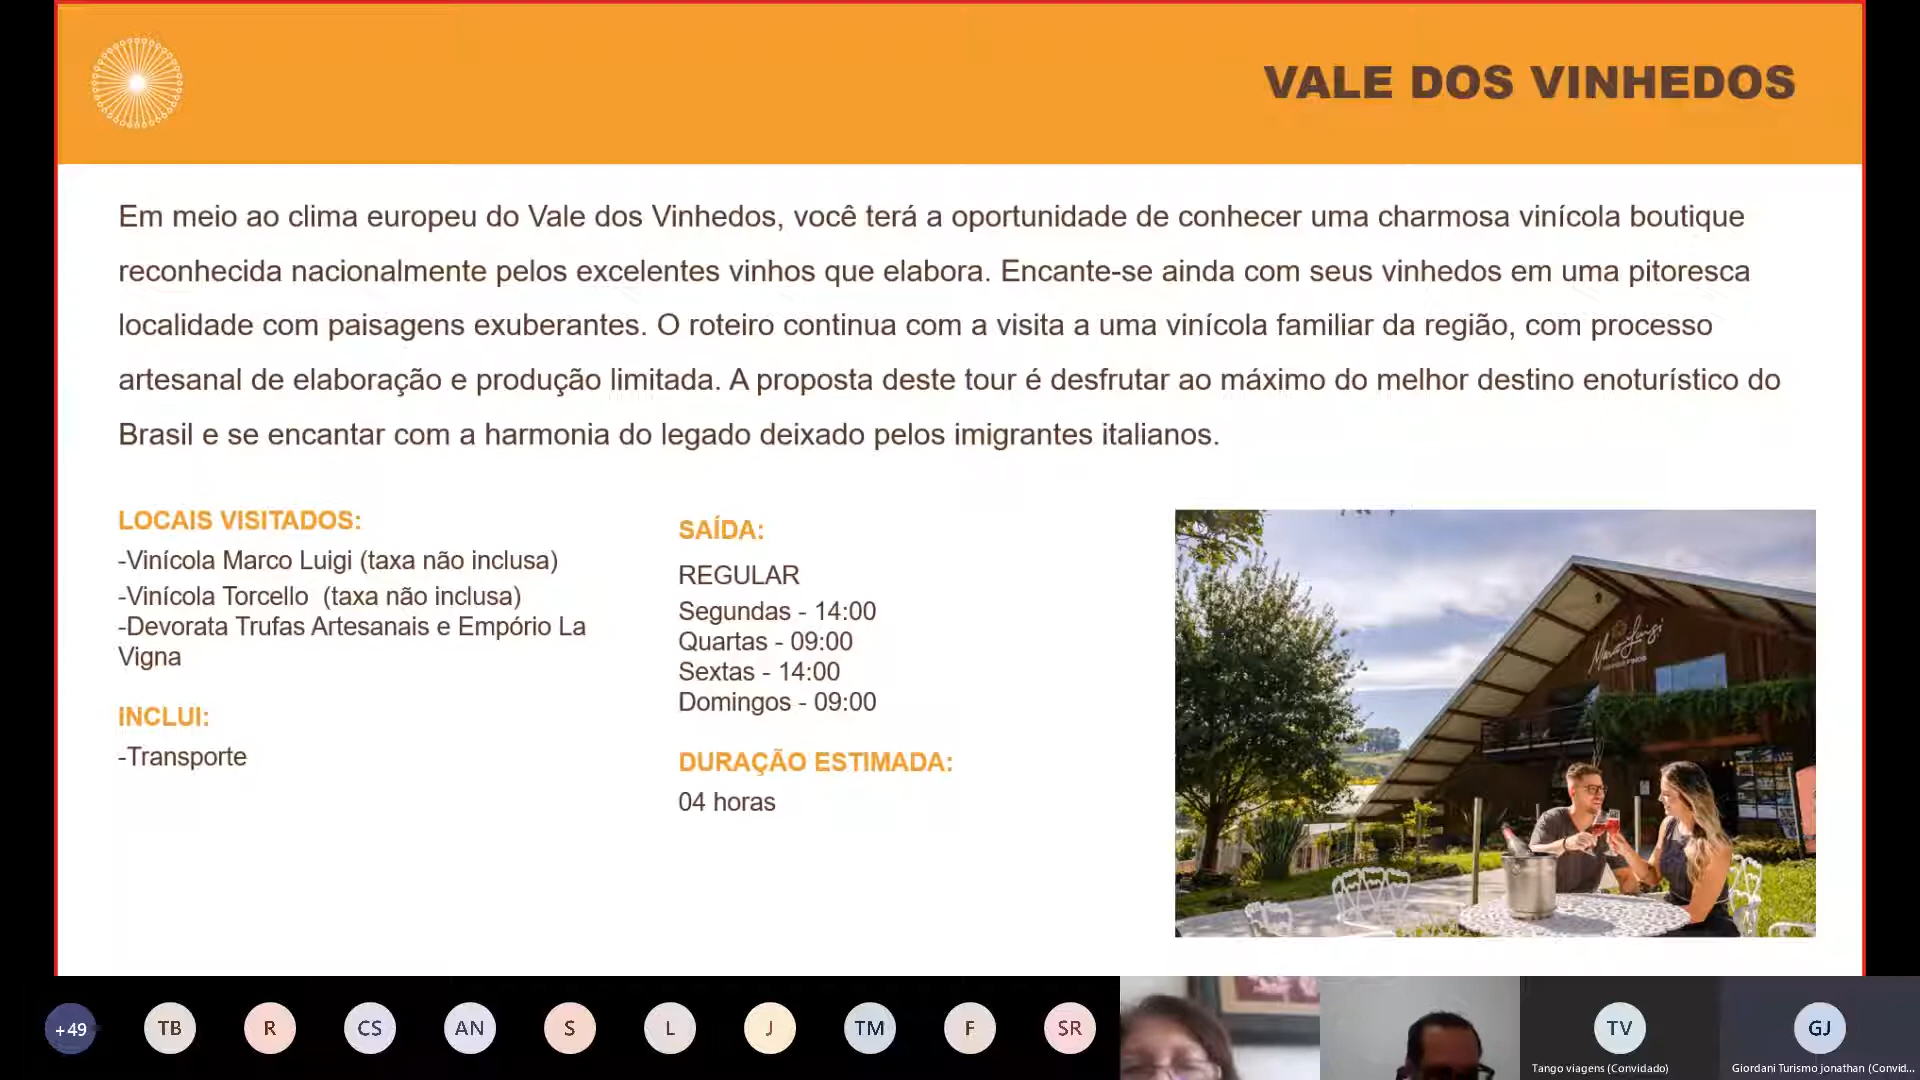 VALE DOS VINHEDOS
Em meio ao clima europeu do Vale dos Vinhedos, você terá a oportunidade de conhecer uma charmosa vinícola boutique
reconhecida nacionalmente pelos excelentes vinhos que elabora. Encante-se ainda com seus vinhedos em uma pitoresca
localidade com paisagens exuberantes. O roteiro continua com a visita a uma vinícola familiar da região, com processo
artesanal de elaboração e produção limitada. A proposta deste tour é desfrutar ao máximo do melhor destino enoturístico do
Brasil e se encantar com a harmonia do legado deixado pelos imigrantes italianos.
LOCAIS VISITADOS:
-Vinícola Marco Luigi (taxa não inclusa)
-Vinícola Torcello (taxa não inclusa)
-Devorata Trufas Artesanais e Empório La
Vigna
INCLUI:
-Transporte
SAÍDA:
REGULAR
Segundas - 14:00
Quartas - 09:00
Sextas - 14:00
Domingos - 09:00
DURAÇÃO ESTIMADA:
04 horas
Marco Luigi
+49
TB
R
CS
AN
S
L
J
TM
F
SR
TV
GJ
Tango viagens (Convidado)
Giordani Turismo jonathan (Convid...